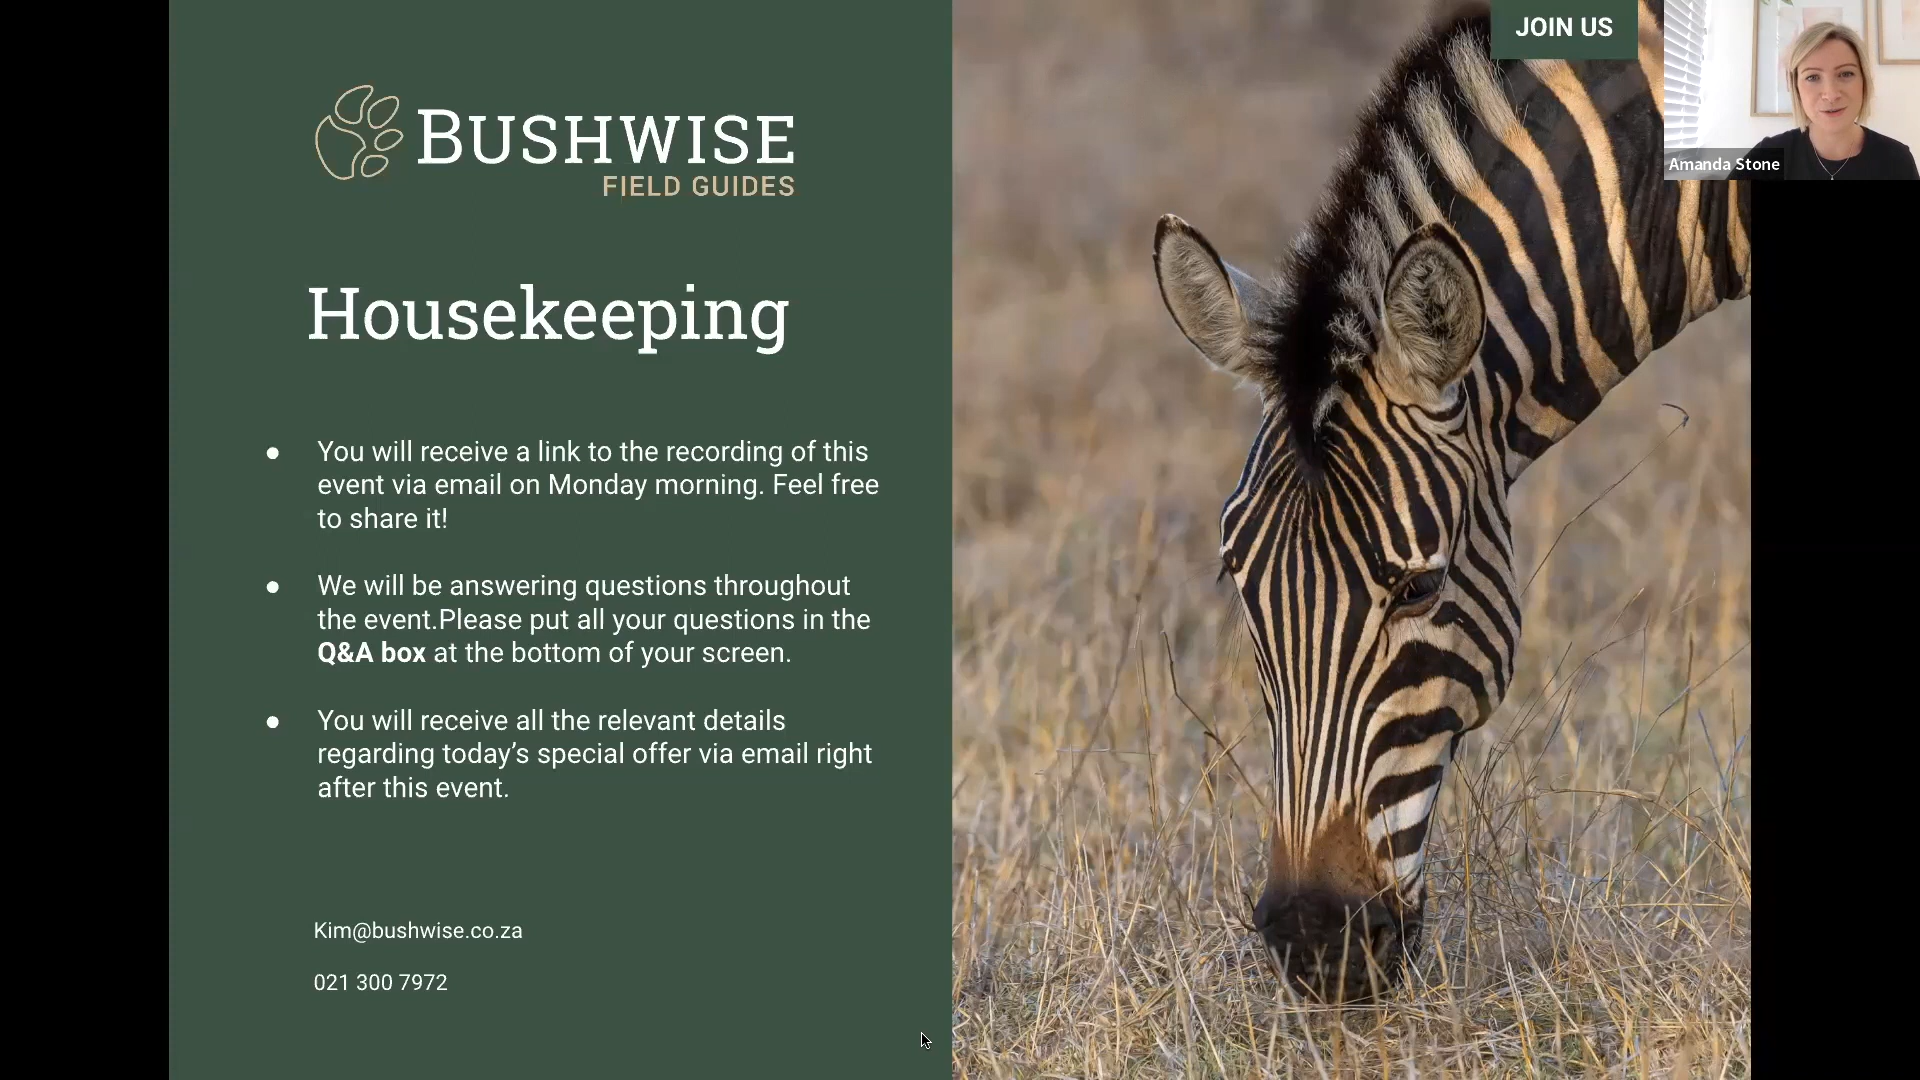 BUSHWISE
FIELD GUIDES
JOIN US
Amanda Stone
Housekeeping
● You will receive a link to the recording of this
event via email on Monday morning. Feel free
to share it!
● We will be answering questions throughout
the event.Please put all your questions in the
Q&A box at the bottom of your screen.
● You will receive all the relevant details
regarding today’s special offer via email right
after this event.
Kim@bushwise.co.za
021 300 7972